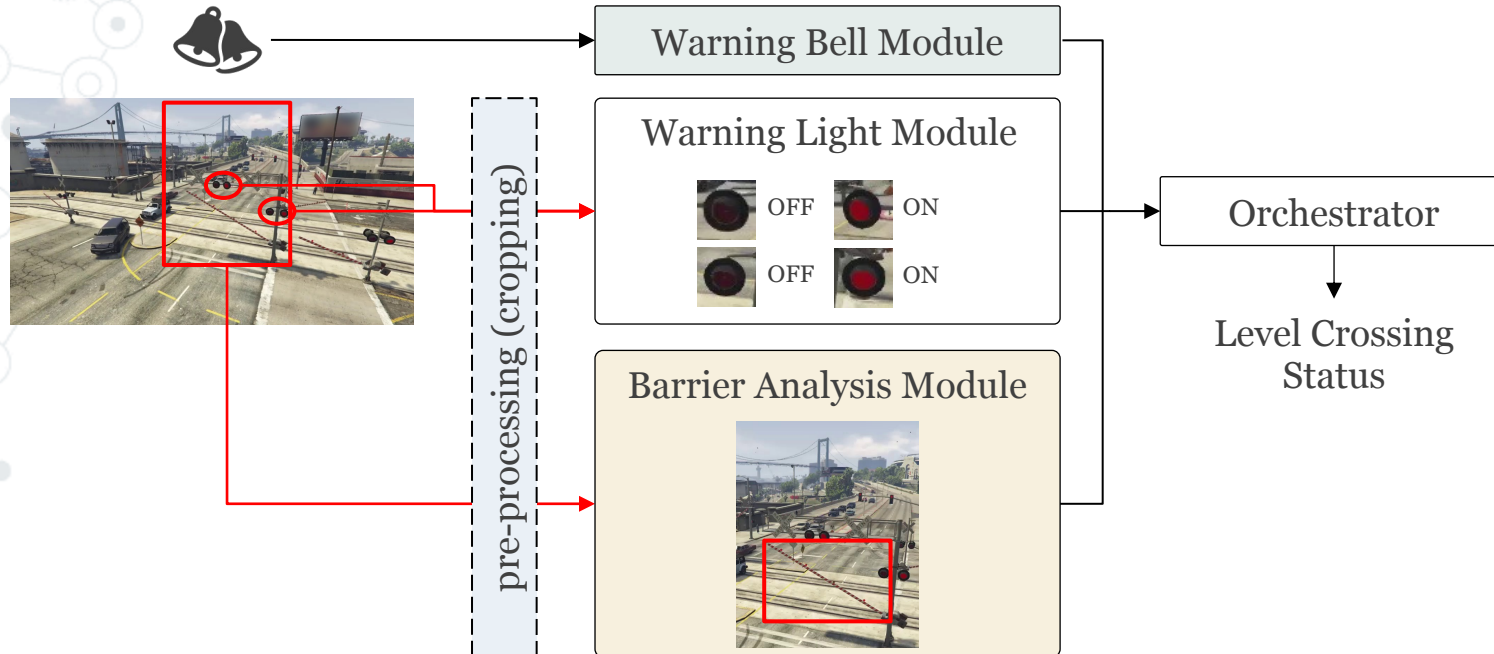 Warning Bell Module
pre-processing (cropping)
Warning Light Module
OFF
ON
OFF
ON
Barrier Analysis Module
Orchestrator
Level Crossing
Status